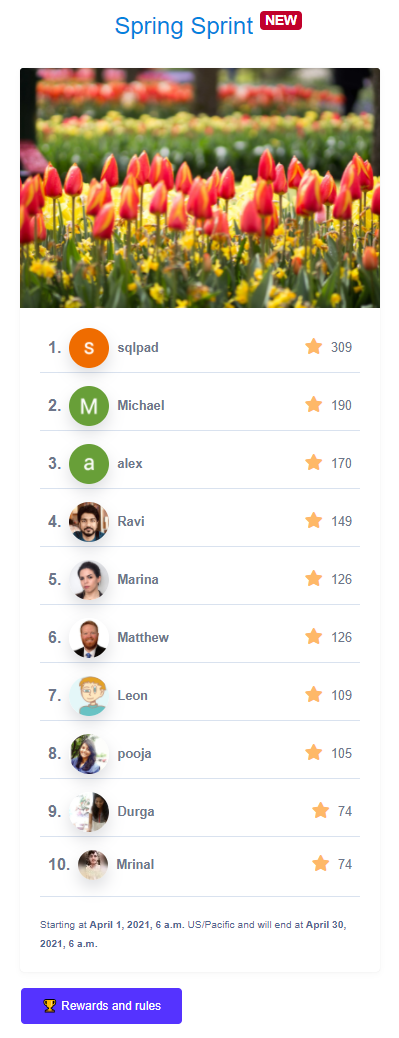 Spring Sprint NEW
1. s sqlpad 309
2. M Michael 190
3. a alex 170
4. Ravi 149
5. Marina 126
6. Matthew 126
7. Leon 109
8. pooja 105
9. Durga 74
10. Mrinal 74
Starting at April 1, 2021, 6 a.m. US/Pacific and will end at April 30,
2021, 6 a.m.
🏆 Rewards and rules